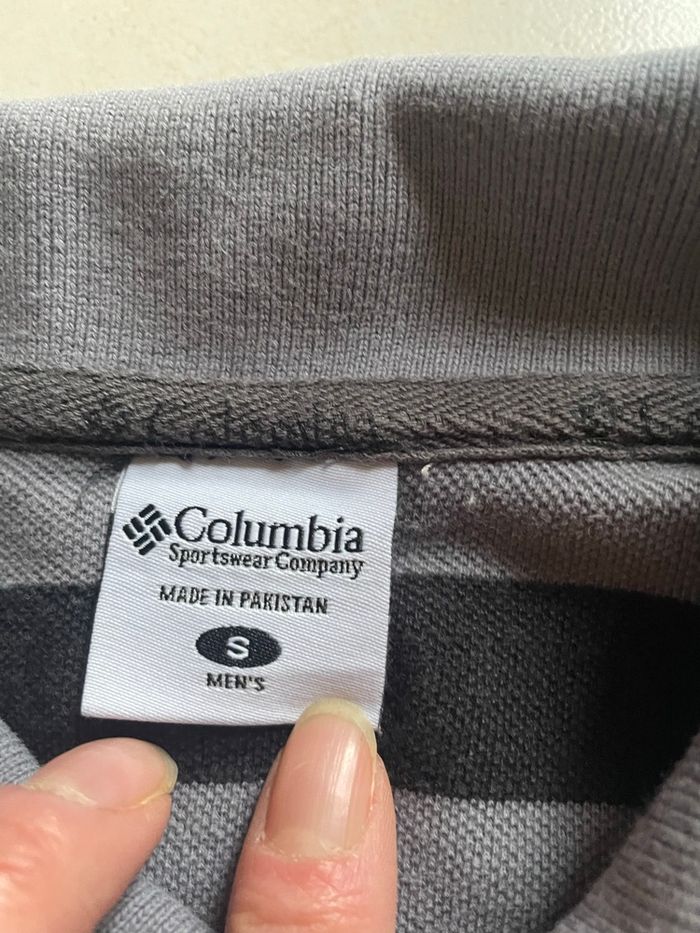 Columbia
Sportswear Company
MADE IN PAKISTAN
S
MEN'S